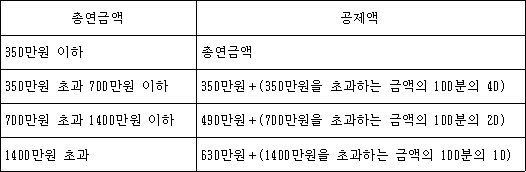 총연금액 공제액
350만원 이하 총연금액
350만원 초과 700만원 이하 350만원+(350만원을 초과하는 금액의 100분의 40)
700만원 초과 1400만원 이하 490만원+(700만원을 초과하는 금액의 100분의 20)
1400만원 초과 630만원+(1400만원을 초과하는 금액의 100분의 10)